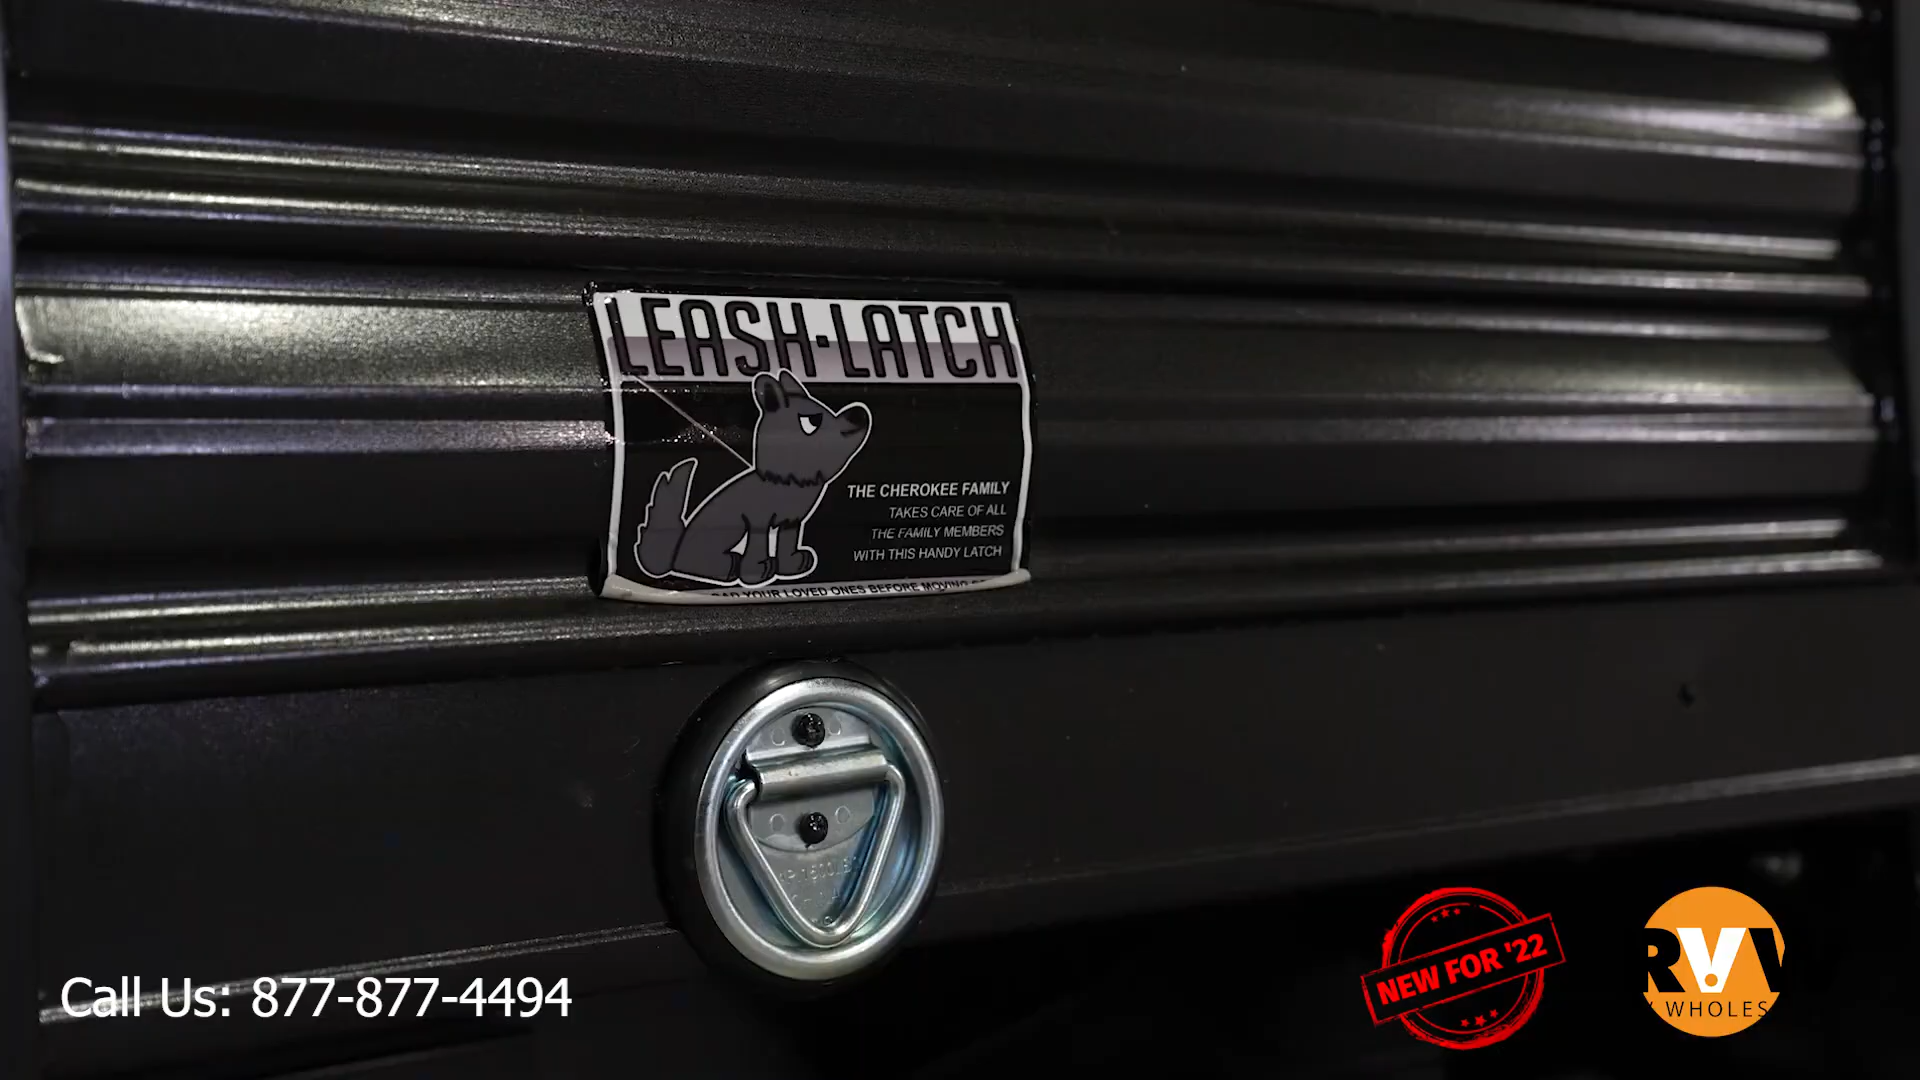 LEASH·LATCH
THE CHEROKEE FAMILY
TAKES CARE OF ALL
THE FAMILY MEMBERS
WITH THIS HANDY LATCH
YOUR LOVED ONES BEFORE MOVING
Call Us: 877-877-4494
NEW FOR '22
RVW
WHOLES